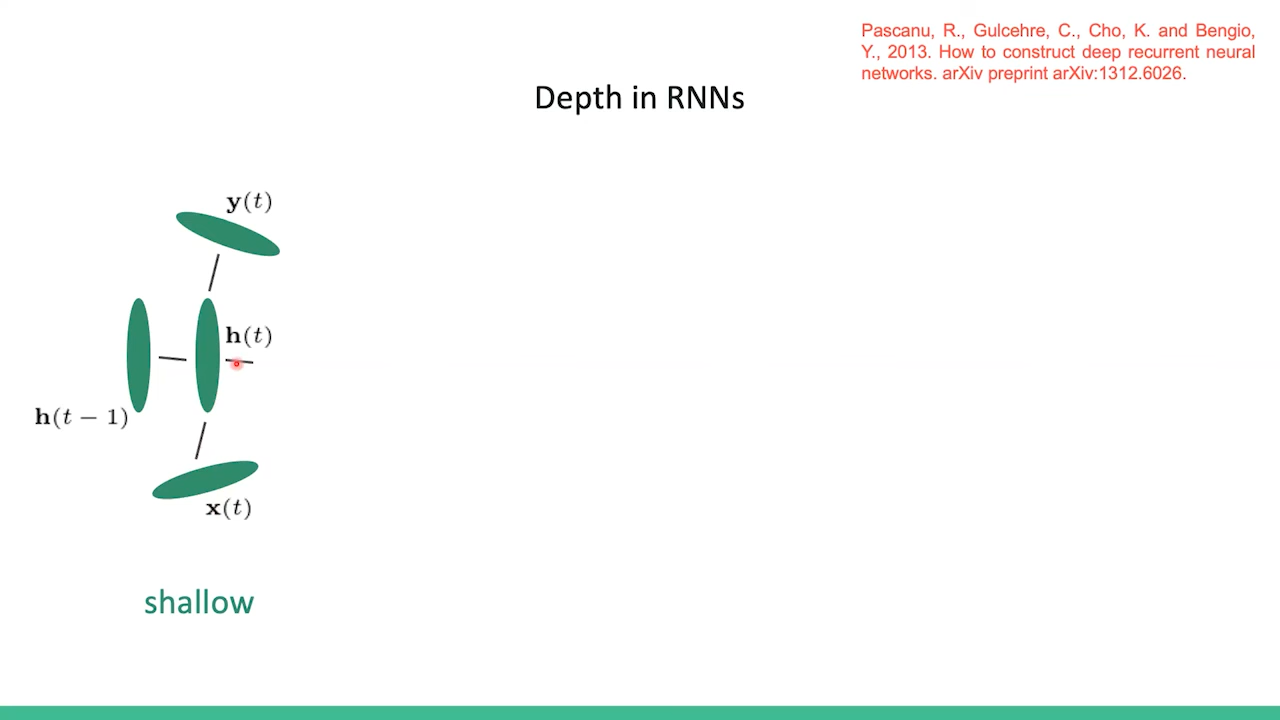 Pascanu, R., Gulcehre, C., Cho, K. and Bengio,
Y., 2013. How to construct deep recurrent neural
networks. arXiv preprint arXiv:1312.6026.
Depth in RNNs
y(t)
h(t)
h(t − 1)
x(t)
shallow